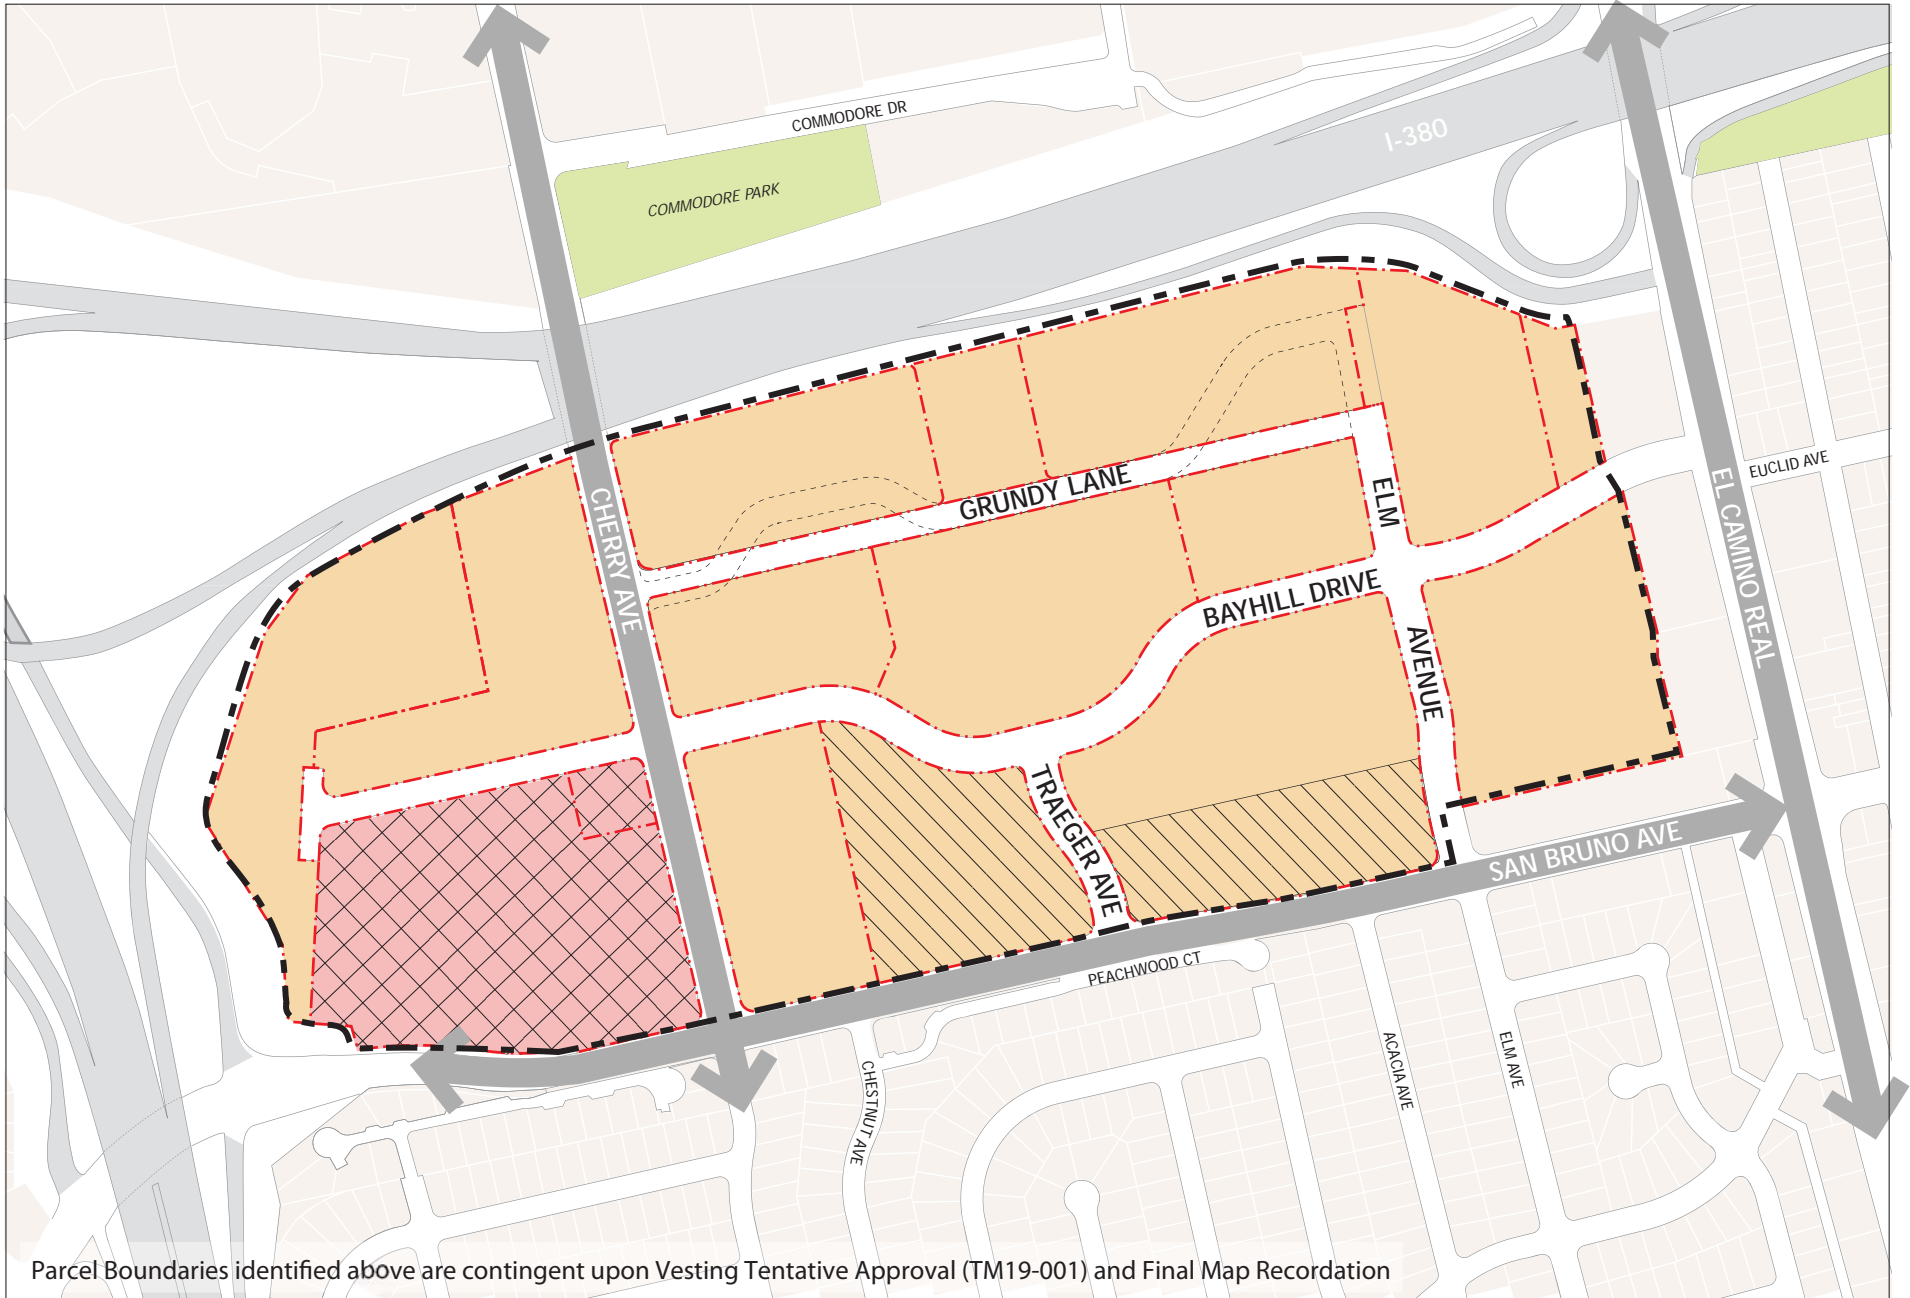 COMMODORE DR
I-380
COMMODORE PARK
EUCLID AVE
EL CAMINO REAL
CHERRY AVE
GRUNDY LANE
ELM
AVENUE
BAYHILL DRIVE
TRAEGER AVE
SAN BRUNO AVE
PEACHWOOD CT
CHESTNUT AVE
ACACIA AVE
ELM AVE
Parcel Boundaries identified above are contingent upon Vesting Tentative Approval (TM19-001) and Final Map Recordation